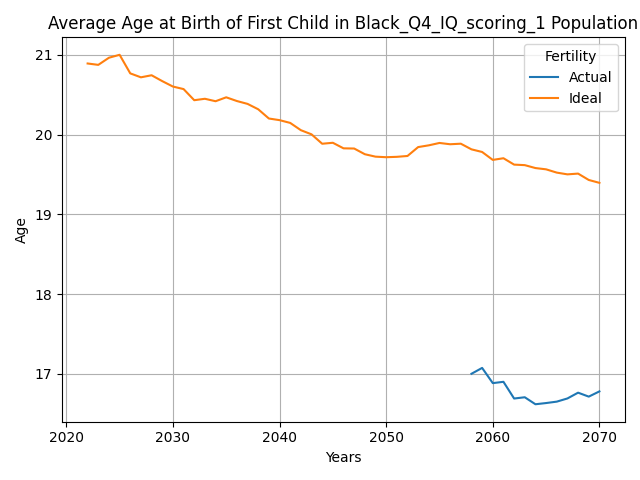 Average Age at Birth of First Child in Black_Q4_IQ_scoring_1 Population
Fertility
Actual
Ideal
21
20
19
18
17
Age
2020
2030
2040
2050
2060
2070
Years